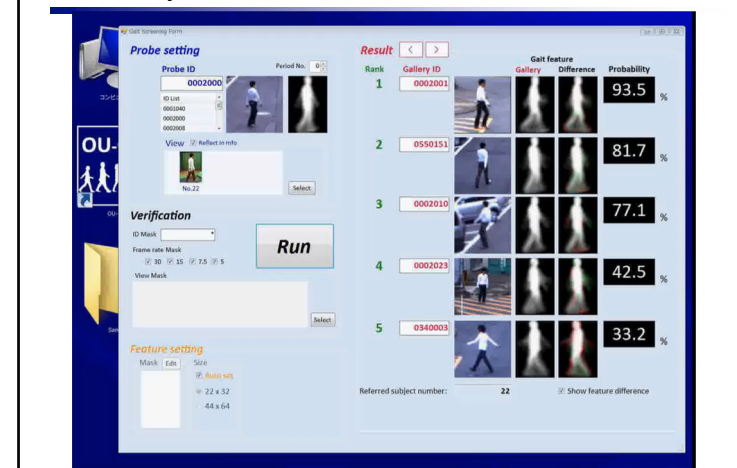 Gait Screening Form
Probe setting
Probe ID
Period No. 0
0002000
ID List
0001040
0002000
0002008
View Reflect in Info
No.22
Select
Verification
ID Mask
Frame rate Mask
30 15 7.5 5
View Mask
Run
Select
Feature setting
Mask Edit Size
Auto set
22 x 32
44 x 64
Result < >
Gait feature
Rank Gallery ID Gallery Difference Probability
1 0002001 93.5 %
2 0550151 81.7 %
3 0002010 77.1 %
4 0002023 42.5 %
5 0340003 33.2 %
Referred subject number: 22 Show feature difference
コンピ
OU-
OU-